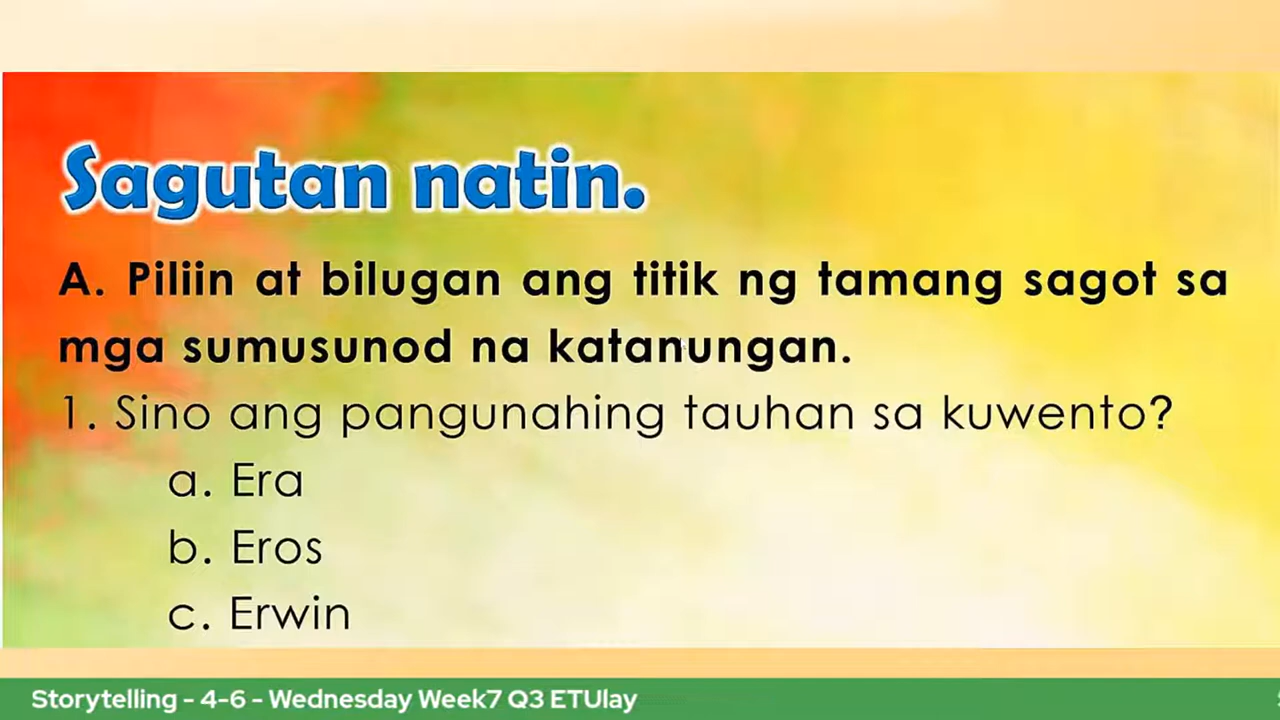 Sagutan natin.
A. Piliin at bilugan ang titik ng tamang sagot sa
mga sumusunod na katanungan.
1. Sino ang pangunahing tauhan sa kuwento?
a. Era
b. Eros
c. Erwin
Storytelling - 4-6 - Wednesday Week7 Q3 ETUlay